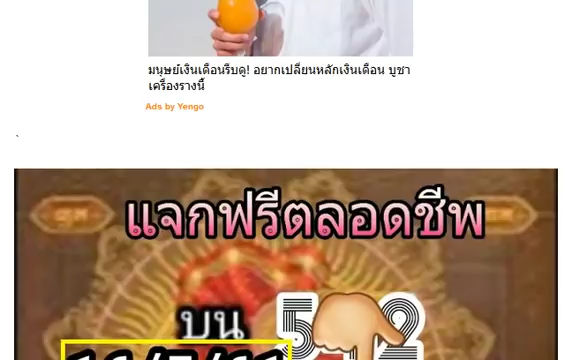 มนุษย์เงินเดือนรีบดู! อยากเปลี่ยนหลักเงินเดือน บูชา
เครื่องรางนี้
Ads by Yengo
`
แจกฟรีตลอดชีพ
บน